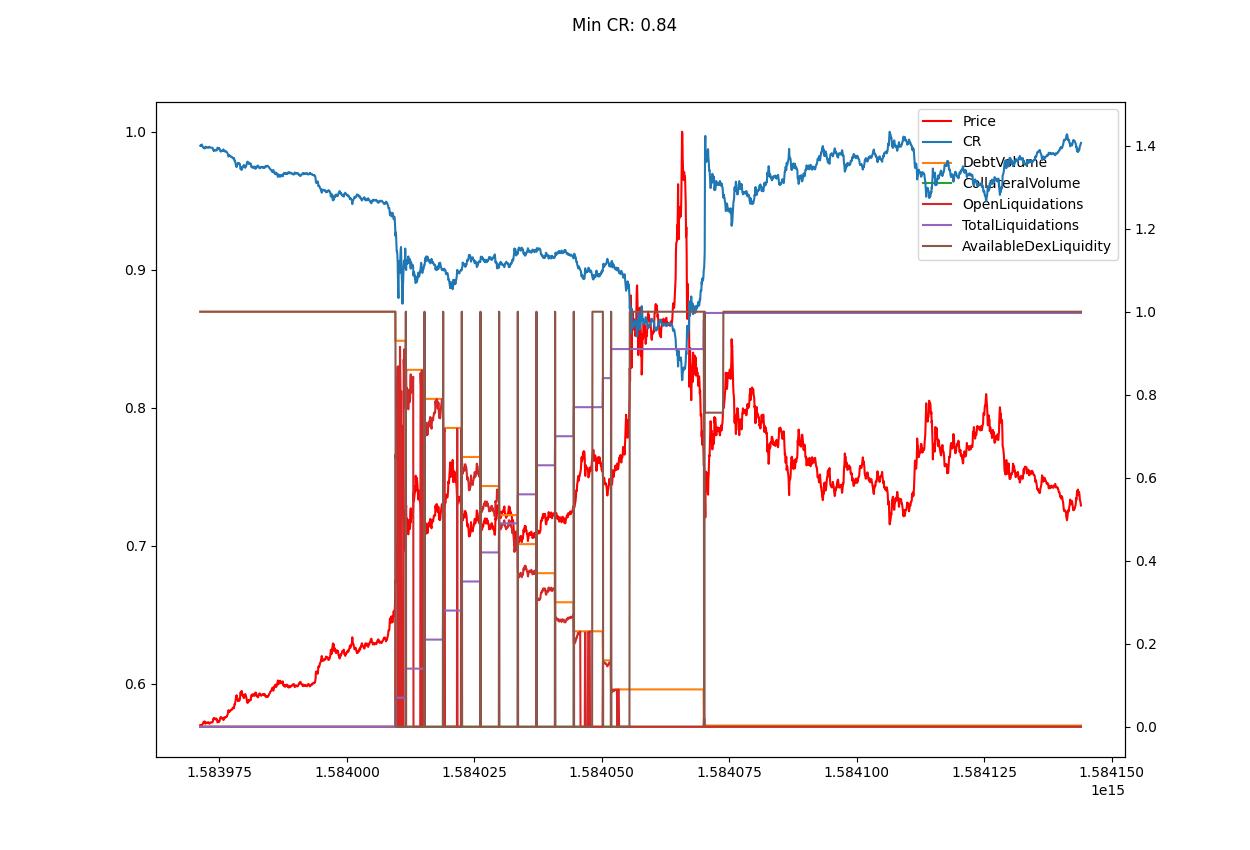 Min CR: 0.84
1.0
0.9
0.8
0.7
0.6
1.4
1.2
1.0
0.8
0.6
0.4
0.2
0.0
Price
CR
DebtVolume
CollateralVolume
OpenLiquidations
TotalLiquidations
AvailableDexLiquidity
1.583975 1.584000 1.584025 1.584050 1.584075 1.584100 1.584125 1.584150
1e15